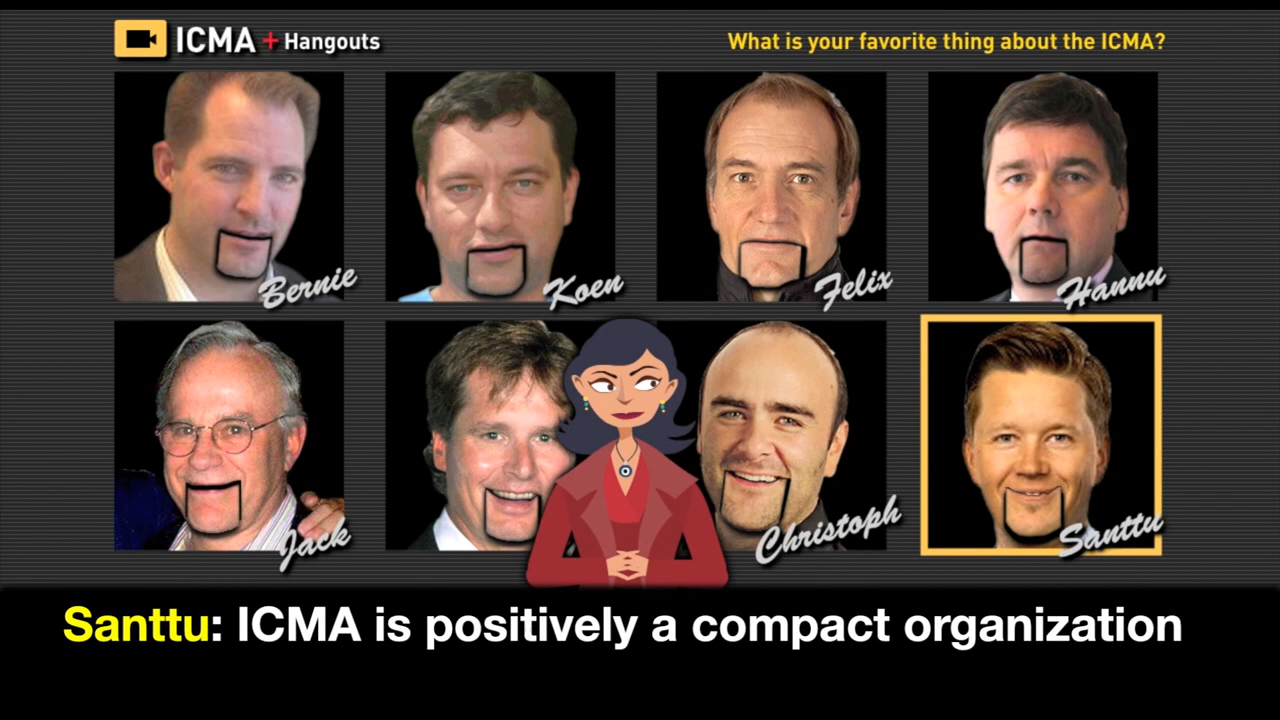 ICMA + Hangouts
What is your favorite thing about the ICMA?
Bernie
Koen
Felix
Hannu
Jack
Christoph
Santtu
Santtu: ICMA is positively a compact organization